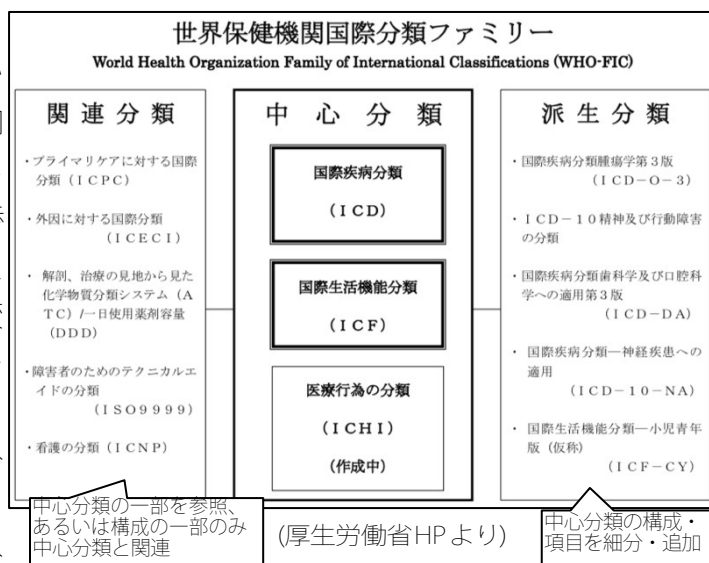 世界保健機関国際分類ファミリー
World Health Organization Family of International Classifications (WHO-FIC)
関連分類
・プライマリケアに対する国際
分類（ＩＣＰＣ）
・外因に対する国際分類
（ＩＣＥＣＩ）
・ 解剖、治療の見地から見た
化学物質分類システム（Ａ
ＴＣ）/一日使用薬剤容量
（DDD）
・障害者のためのテクニカルエ
イドの分類
（ＩＳＯ９９９９）
・看護の分類（ＩＣＮＰ）
中心分類の一部を参照、
あるいは構成の一部のみ
中心分類と関連
中心分類
国際疾病分類
（ＩＣＤ）
国際生活機能分類
（ＩＣＦ）
医療行為の分類
（ＩＣＨＩ）
(作成中)
(厚生労働省HPより)
派生分類
・国際疾病分類腫瘍学第３版
（ＩＣＤ－Ｏ－３）
・ＩＣＤ－１０精神及び行動障害
の分類
・国際疾病分類歯科学及び口腔科
学への適用第３版
（ＩＣＤ－ＤＡ）
・ 国際疾病分類―神経疾患への
適用
（ＩＣＤ－１０－ＮＡ）
・ 国際生活機能分類―小児青年
版（仮称）
（ＩＣＦ－ＣＹ）
中心分類の構成・
項目を細分・追加